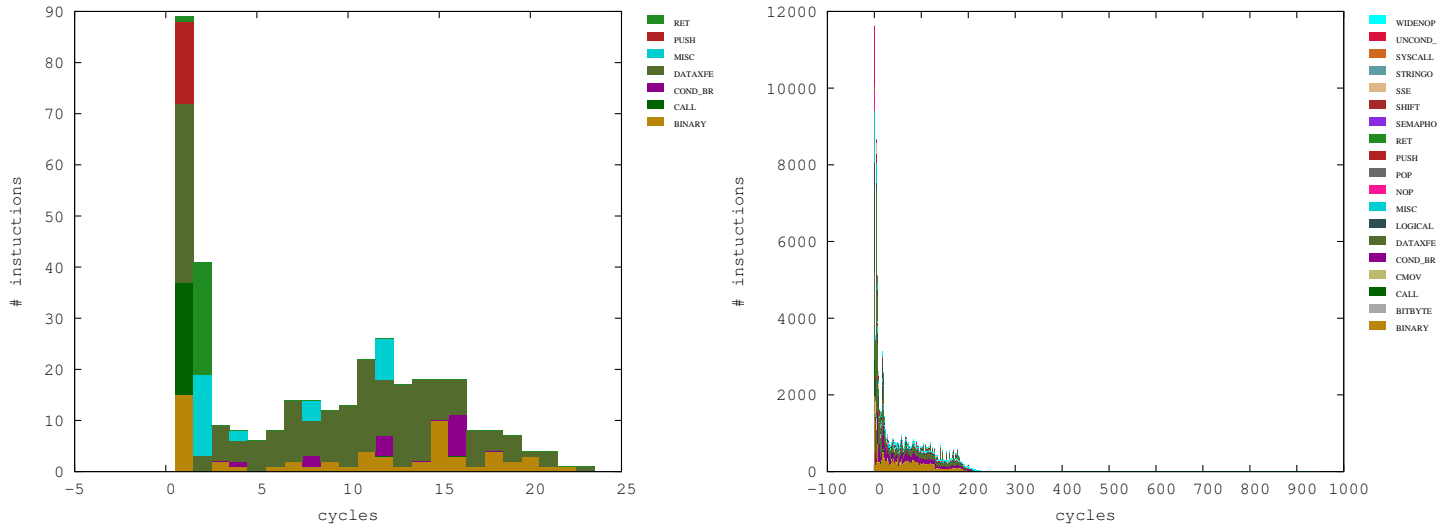 90
80
70
60
50
40
30
20
10
0
# instuctions
−5
0
5
10
15
20
25
cycles
RET
PUSH
MISC
DATAXFE
COND_BR
CALL
BINARY
12000
10000
8000
6000
4000
2000
0
# instuctions
−100
0
100
200
300
400
500
600
700
800
900
1000
cycles
WIDENOP
UNCOND_
SYSCALL
STRINGO
SSE
SHIFT
SEMAPHO
RET
PUSH
POP
NOP
MISC
LOGICAL
DATAXFE
COND_BR
CMOV
CALL
BITBYTE
BINARY